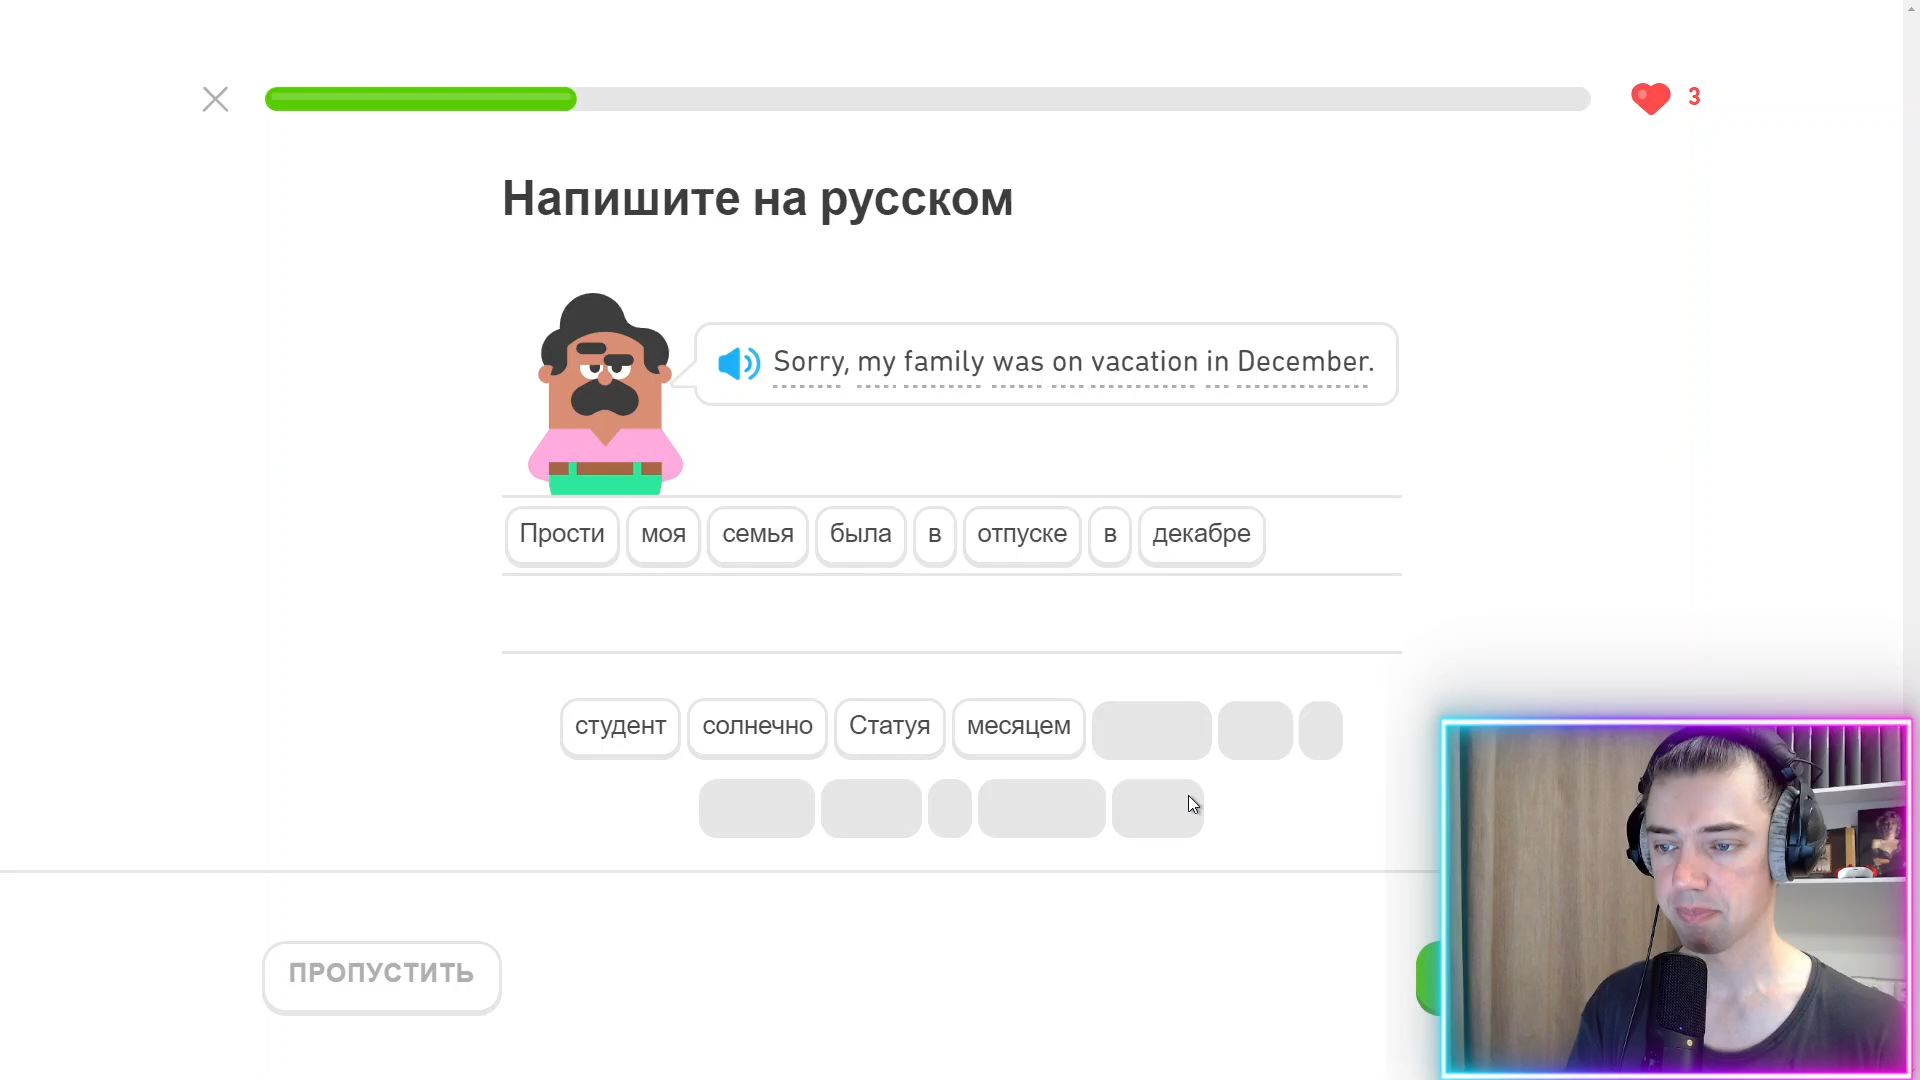 3
Напишите на русском
Sorry, my family was on vacation in December.
Прости моя семья была в отпуске в декабре
студент солнечно Статуя месяцем
ПРОПУСТИТЬ